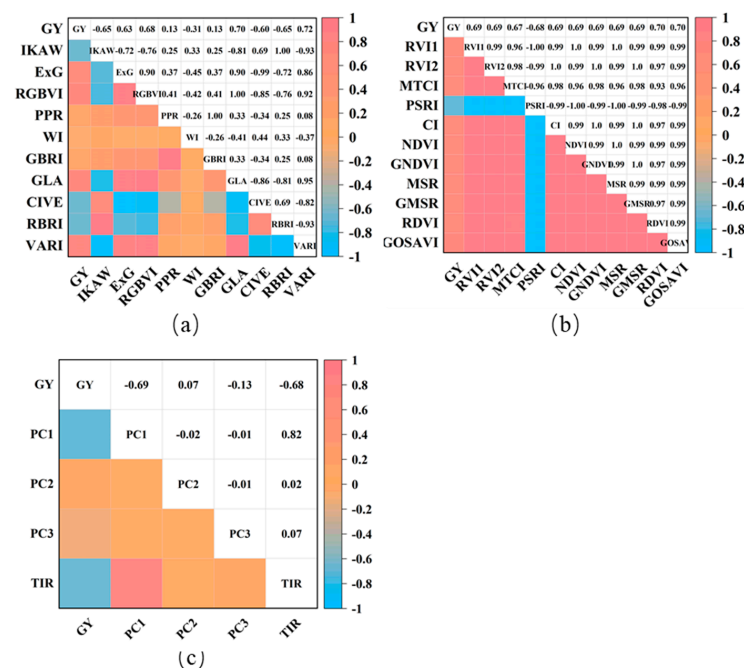 GY GY -0.65 0.63 0.68 0.13 -0.31 0.13 0.70 -0.60 -0.65 0.72
IKAW IKAW -0.72 -0.76 0.25 0.33 0.25 -0.81 0.69 1.00 -0.93
ExG ExG 0.90 0.37 -0.45 0.37 0.90 -0.99 -0.72 0.86
RGBVI RGBVI 0.41 -0.42 0.41 1.00 -0.85 -0.76 0.92
PPR PPR -0.26 1.00 0.33 -0.34 0.25 0.08
WI WI -0.26 -0.41 0.44 0.33 -0.37
GBRI GBRI 0.33 -0.34 0.25 0.08
GLA GLA -0.86 -0.81 0.95
CIVE CIVE 0.69 -0.82
RBRI RBRI -0.93
VARI VARI
GY IKAW ExG RGBVI PPR WI GBRI GLA CIVE RBRI VARI
1
0.8
0.6
0.4
0.2
0
-0.2
-0.4
-0.6
-0.8
-1
(a)
GY GY 0.69 0.69 0.67 -0.68 0.69 0.69 0.69 0.69 0.69 0.70 0.70
RVI1 RVI1 0.99 0.96 -1.00 0.99 1.0 0.99 1.0 0.99 0.98 0.99
RVI2 RVI2 0.98 -0.99 1.0 0.99 1.0 0.99 1.0 0.97 0.99
MTCI MTCI -0.96 0.98 0.96 0.98 0.96 0.98 0.93 0.96
PSRI PSRI -0.99 -1.00 -0.99 -1.00 -0.99 -0.98 -0.99
CI CI 0.99 1.0 0.99 1.0 0.97 0.99
NDVI NDVI 0.99 1.0 0.99 0.99 0.99
GNDVI GNDVI 0.99 1.0 0.97 0.99
MSR MSR 0.99 0.99 0.99
GMSR GMSR 0.97 0.99
RDVI RDVI 0.99
GOSAVI GOSAV
GY RVI1 RVI2 MTCI PSRI CI NDVI GNDVI MSR GMSR RDVI GOSAVI
1
0.8
0.6
0.4
0.2
0
-0.2
-0.4
-0.6
-0.8
-1
(b)
GY GY -0.69 0.07 -0.13 -0.68
PC1 PC1 -0.02 -0.01 0.82
PC2 PC2 -0.01 0.02
PC3 PC3 0.07
TIR TIR
GY PC1 PC2 PC3 TIR
1
0.8
0.6
0.4
0.2
0
-0.2
-0.4
-0.6
-0.8
-1
(c)